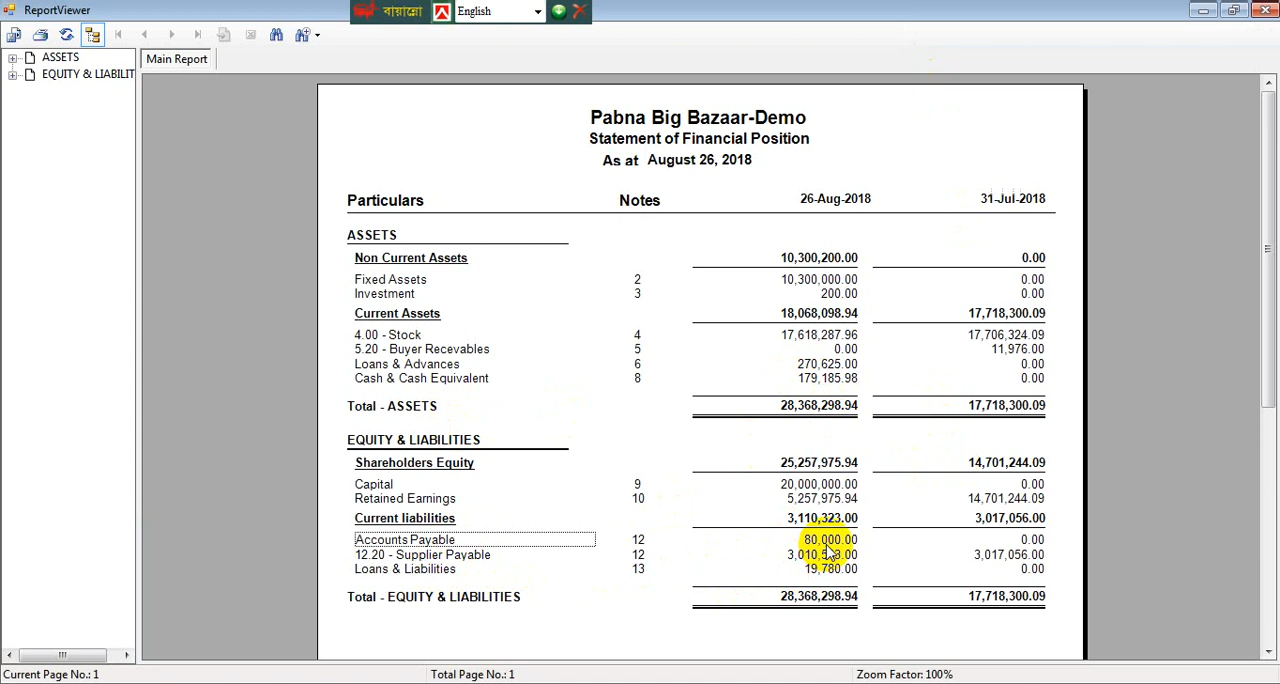 ReportViewer
বায়ান্নো
English
ASSETS
EQUITY & LIABILIT
Main Report
Pabna Big Bazaar-Demo
Statement of Financial Position
As at August 26, 2018
Particulars Notes 26-Aug-2018 31-Jul-2018
ASSETS
Non Current Assets 10,300,200.00 0.00
Fixed Assets 2 10,300,000.00 0.00
Investment 3 200.00 0.00
Current Assets 18,068,098.94 17,718,300.09
4.00 - Stock 4 17,618,287.96 17,706,324.09
5.20 - Buyer Recevables 5 0.00 11,976.00
Loans & Advances 6 270,625.00 0.00
Cash & Cash Equivalent 8 179,185.98 0.00
Total - ASSETS 28,368,298.94 17,718,300.09
EQUITY & LIABILITIES
Shareholders Equity 25,257,975.94 14,701,244.09
Capital 9 20,000,000.00 0.00
Retained Earnings 10 5,257,975.94 14,701,244.09
Current liabilities 3,110,323.00 3,017,056.00
Accounts Payable 12 80,000.00 0.00
12.20 - Supplier Payable 12 3,017,056.00
Loans & Liabilities 13 19,780.00 0.00
Total - EQUITY & LIABILITIES 28,368,298.94 17,718,300.09
Current Page No.: 1 Total Page No.: 1 Zoom Factor: 100%